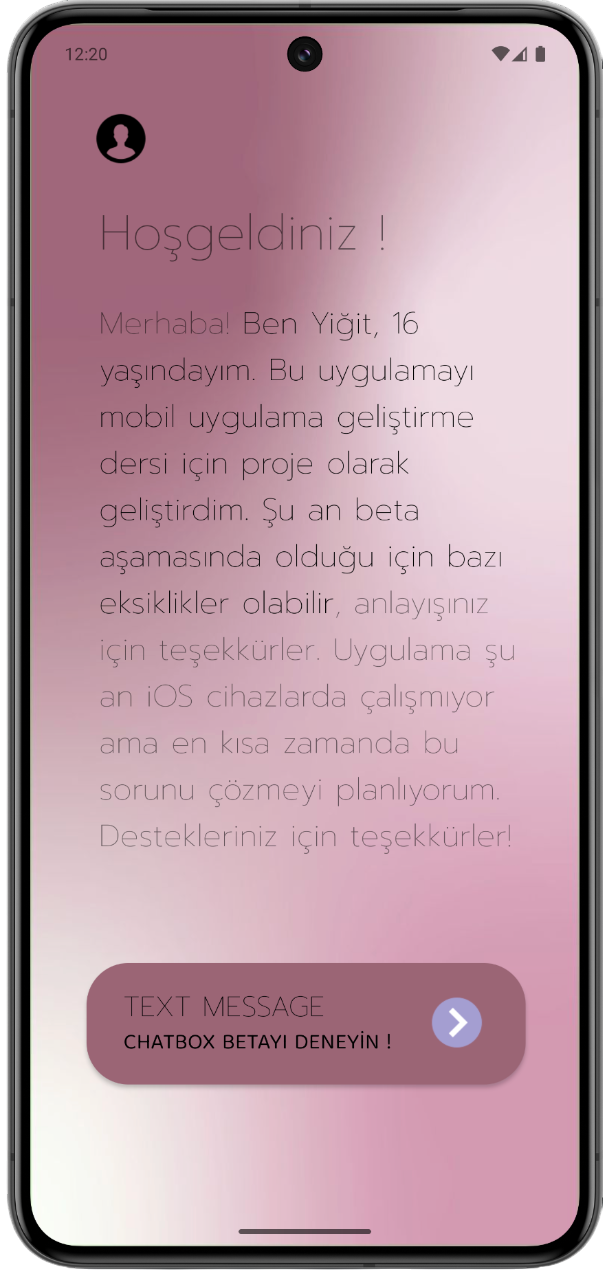 12:20
Hoşgeldiniz !
Merhaba! Ben Yiğit, 16
yaşındayım. Bu uygulamayı
mobil uygulama geliştirme
dersi için proje olarak
geliştirdim. Şu an beta
aşamasında olduğu için bazı
eksiklikler olabilir, anlayışınız
için teşekkürler. Uygulama şu
an iOS cihazlarda çalışmıyor
ama en kısa zamanda bu
sorunu çözmeyi planlıyorum.
Destekleriniz için teşekkürler!
TEXT MESSAGE
CHATBOX BETAYI DENEYİN !